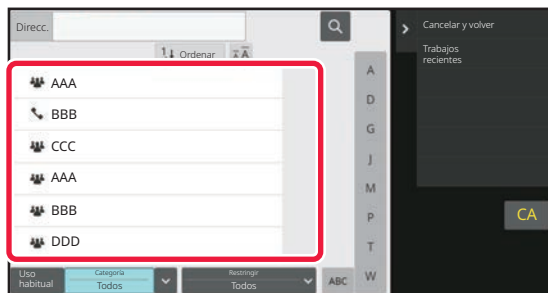 Direcc.
Ordenar
AAA
BBB
CCC
AAA
BBB
DDD
A
D
G
J
M
P
T
W
Uso
habitual
Categoría
Todos
Restringir
Todos
ABC
Cancelar y volver
Trabajos
recientes
CA